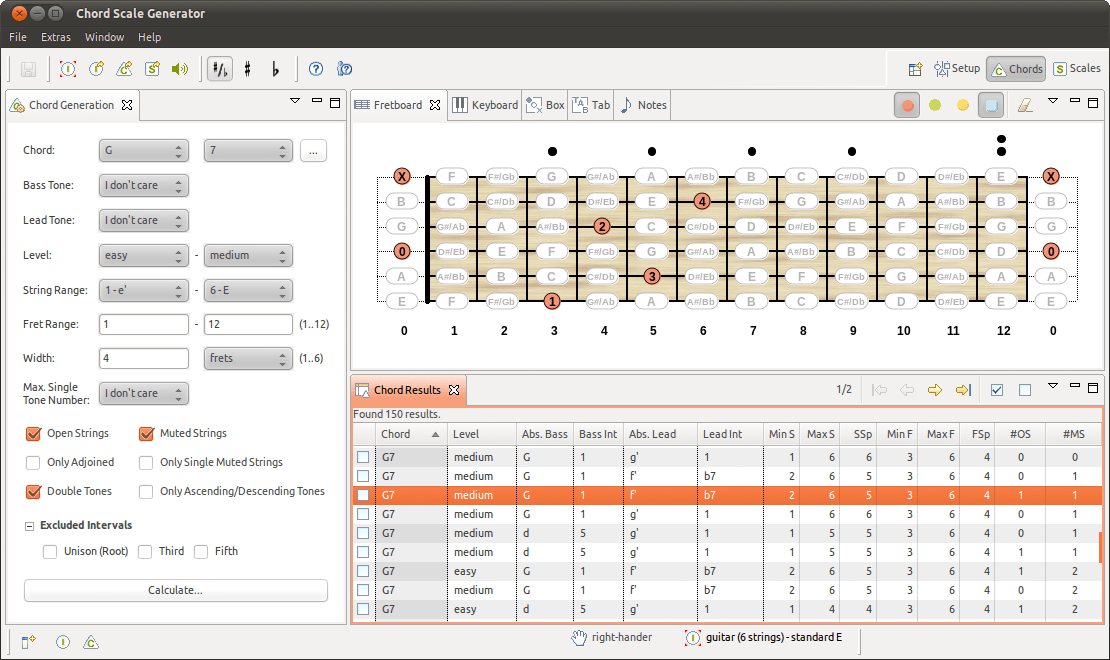 Chord Scale Generator
File Extras Window Help
Setup Chords Scales
Chord Generation
Chord: G 7 ...
Bass Tone: I don't care
Lead Tone: I don't care
Level: easy - medium
String Range: 1 - e' - 6 - E
Fret Range: 1 - 12 (1..12)
Width: 4 frets (1..6)
Max. Single
Tone Number: I don't care
Open Strings Muted Strings
Only Adjoined Only Single Muted Strings
Double Tones Only Ascending/Descending Tones
Excluded Intervals
Unison (Root) Third Fifth
Calculate...
Fretboard Keyboard Box Tab Notes
X F F#/Gb G G#/Ab A A#/Bb B C C#/Db D D#/Eb E X
B C C#/Db D D#/Eb E 4 F#/Gb G G#/Ab A A#/Bb B B
G G#/Ab A A#/Bb 2 C C#/Db D D#/Eb E F F#/Gb G G
0 D#/Eb E F F#/Gb G G#/Ab A A#/Bb B C C#/Db D 0
A A#/Bb B C C#/Db 3 D#/Eb E F F#/Gb G G#/Ab A A
E F F#/Gb 1 G#/Ab A A#/Bb B C C#/Db D D#/Eb E E
0 1 2 3 4 5 6 7 8 9 10 11 12 0
Chord Results 1/2
Found 150 results.
Chord Level Abs. Bass Bass Int Abs. Lead Lead Int Min S Max S SSp Min F Max F FSp #OS #MS
G7 medium G 1 g' 1 1 6 6 3 6 4 0 0
G7 medium G 1 f' b7 2 6 5 3 6 4 0 1
G7 medium G 1 f' b7 2 6 5 3 6 4 1 1
G7 medium G 1 g' 1 1 6 6 3 6 4 0 1
G7 medium d 5 g' 1 1 5 5 3 6 4 0 1
G7 medium d 5 g' 1 1 5 5 3 6 4 1 1
G7 easy G 1 f' b7 2 6 5 3 6 4 1 2
G7 medium G 1 f' b7 2 6 5 3 6 4 0 2
G7 easy d 5 g' 1 1 4 4 3 6 4 1 2
right-hander guitar (6 strings) - standard E